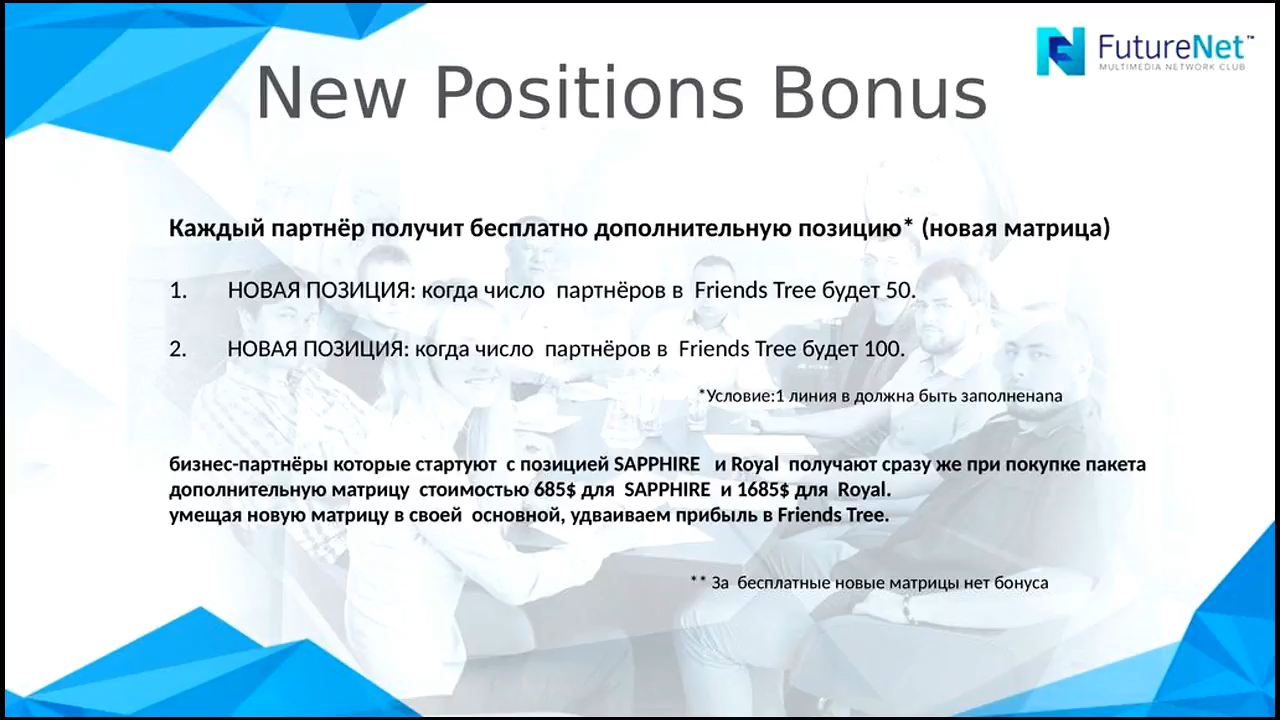 FutureNet™
MULTIMEDIA NETWORK CLUB
New Positions Bonus
Каждый партнёр получит бесплатно дополнительную позицию* (новая матрица)
1. НОВАЯ ПОЗИЦИЯ: когда число партнёров в Friends Tree будет 50.
2. НОВАЯ ПОЗИЦИЯ: когда число партнёров в Friends Tree будет 100.
*Условие:1 линия в должна быть заполненana
бизнес-партнёры которые стартуют с позицией SAPPHIRE и Royal получают сразу же при покупке пакета
дополнительную матрицу стоимостью 685$ для SAPPHIRE и 1685$ для Royal.
умещая новую матрицу в своей основной, удваиваем прибыль в Friends Tree.
** За бесплатные новые матрицы нет бонуса